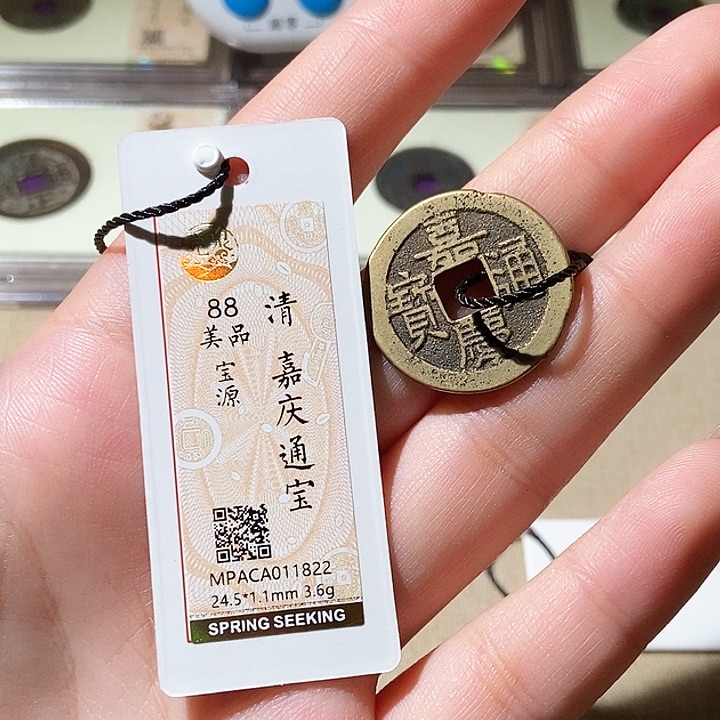 88
美品
宝源
清 嘉庆通宝
MPACA011822
24.5*1.1mm 3.6g
SPRING SEEKING
嘉慶通寶